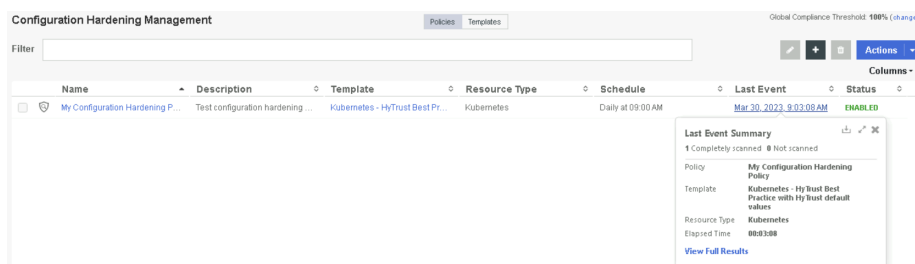 Configuration Hardening Management
Policies Templates
Global Compliance Threshold: 100% (change
Filter
Actions
Columns
Name Description Template Resource Type Schedule Last Event Status
My Configuration Hardening P... Test configuration hardening ... Kubernetes - HyTrust Best Pr... Kubernetes Daily at 09:00 AM Mar 30, 2023, 9:03:08 AM ENABLED
Last Event Summary
1 Completely scanned 0 Not scanned
Policy My Configuration Hardening
Policy
Template Kubernetes - HyTrust Best
Practice with HyTrust default
values
Resource Type Kubernetes
Elapsed Time 00:03:08
View Full Results